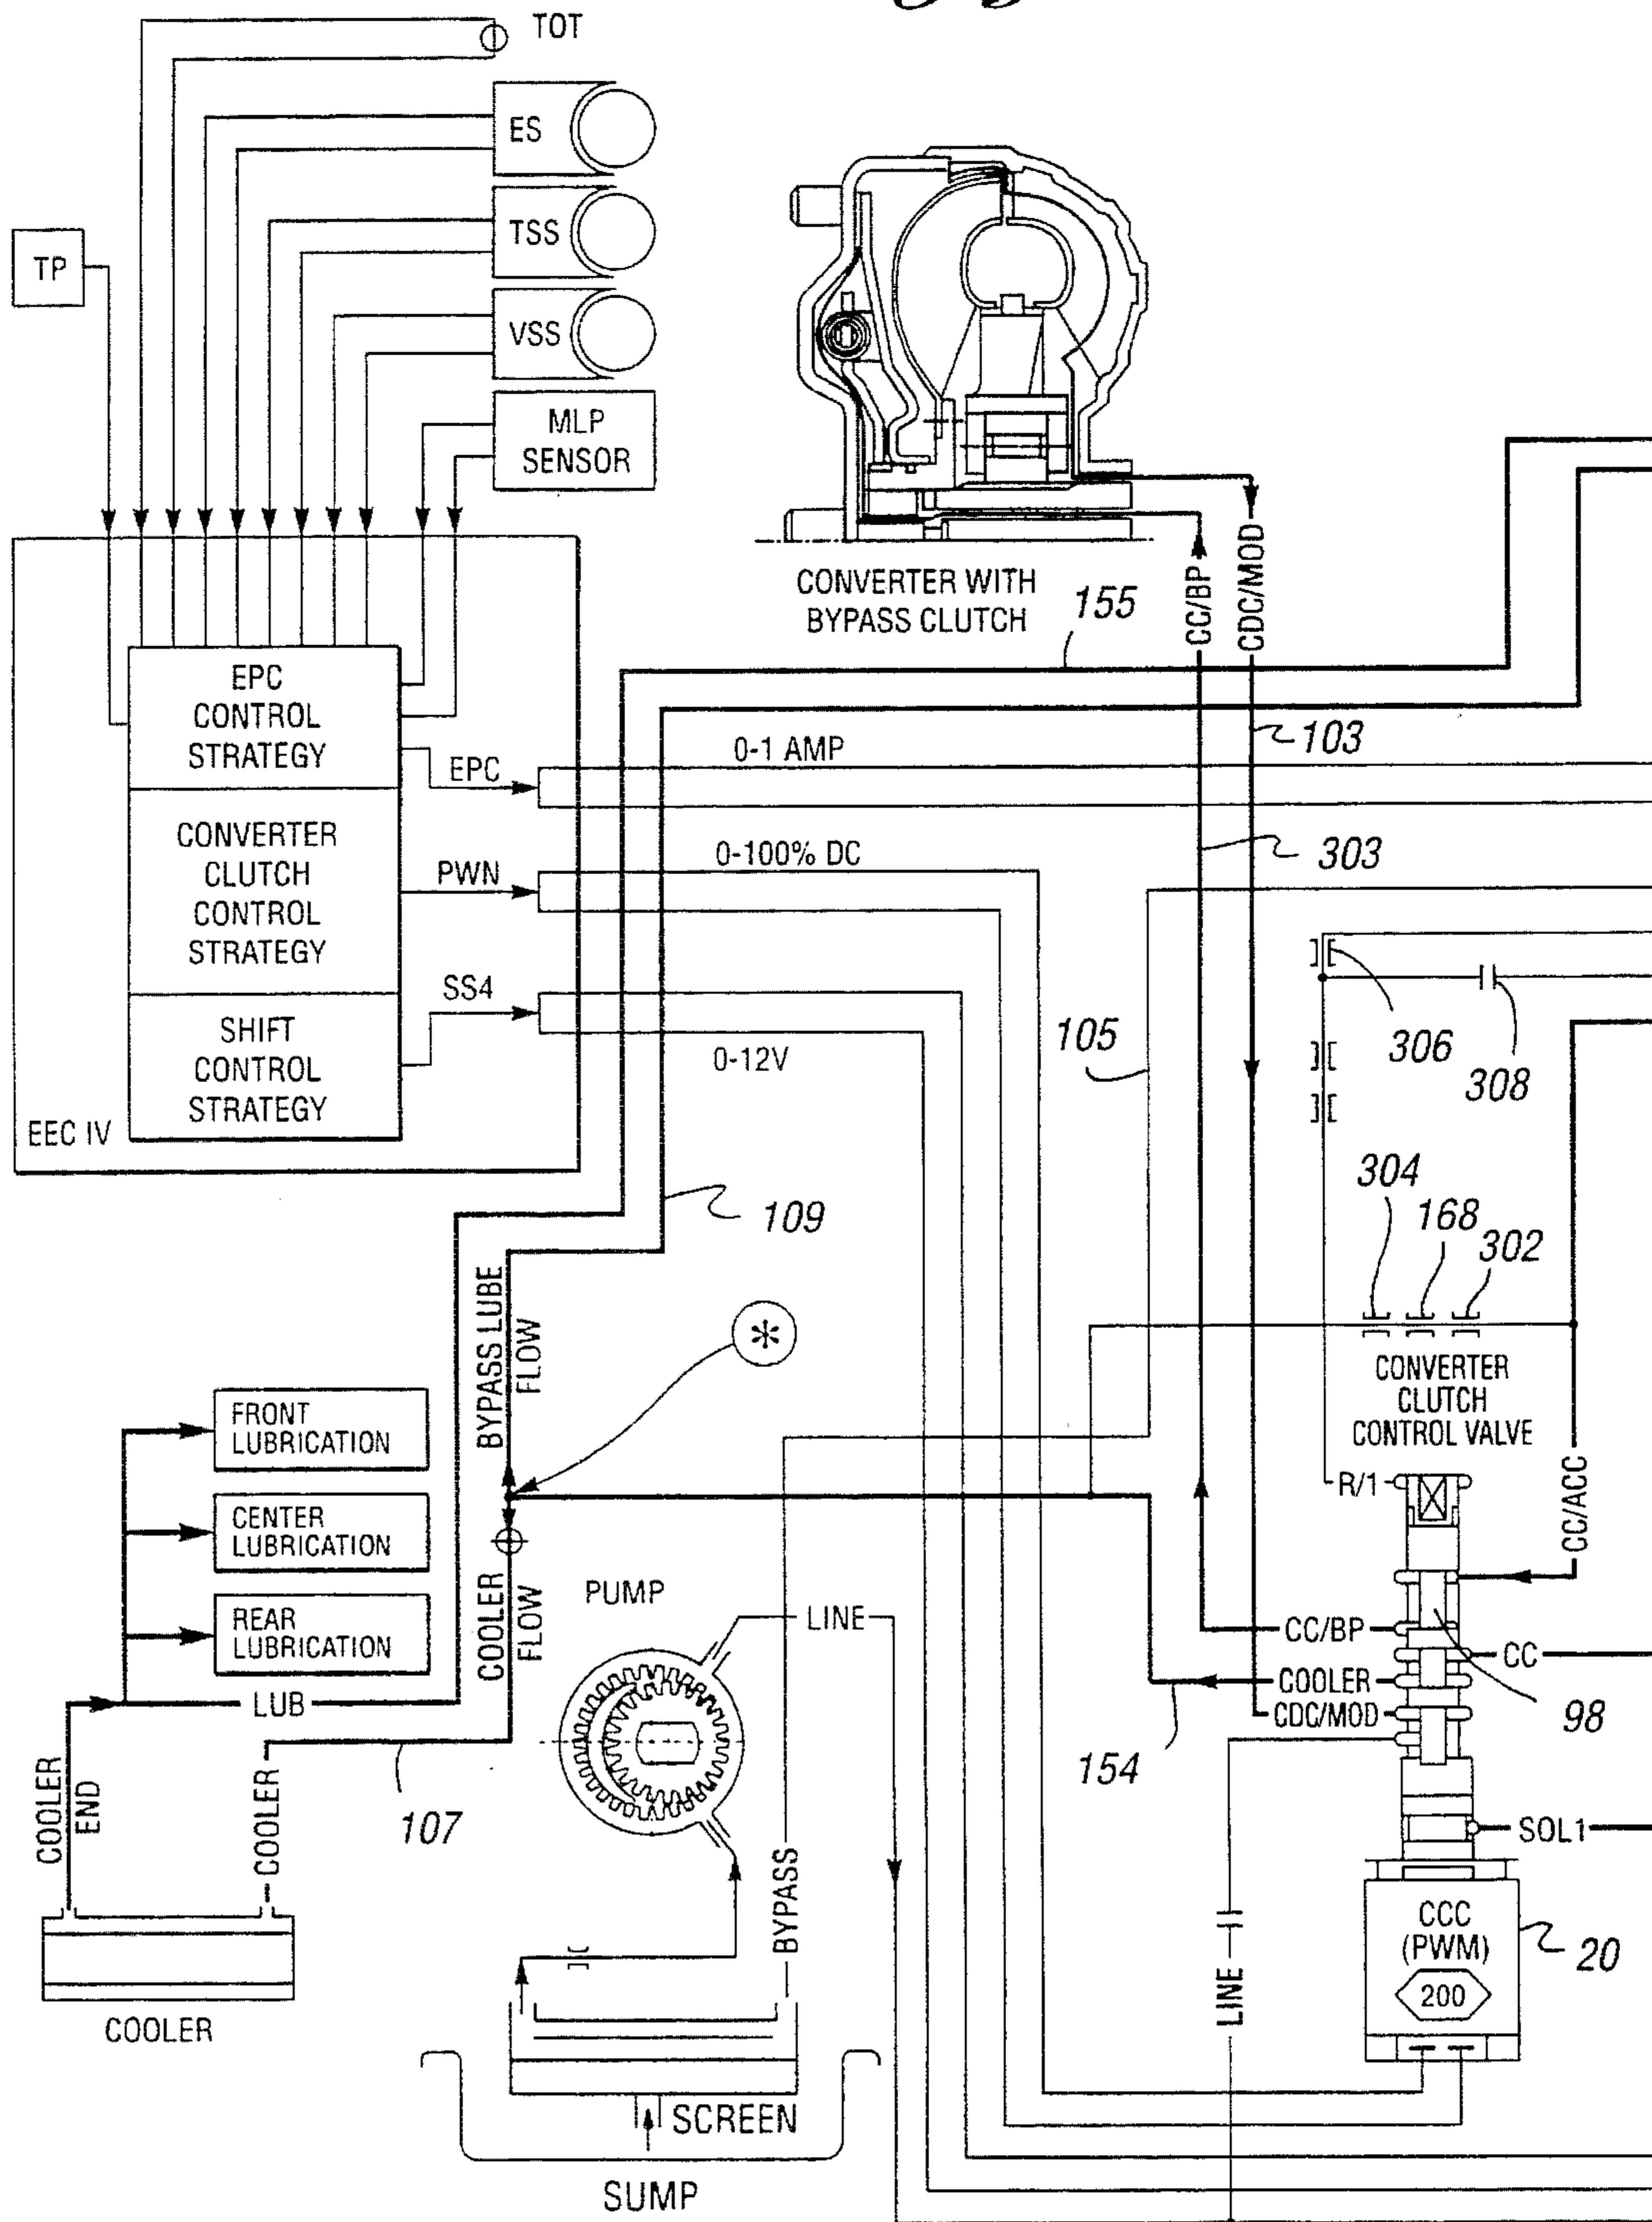 TOT
ES
TSS
TP
VSS
MLP
SENSOR
CONVERTER WITH
BYPASS CLUTCH
155
CC/BP
CDC/MOD
103
303
EPC
CONTROL
STRATEGY
EPC
0-1 AMP
CONVERTER
CLUTCH
CONTROL
STRATEGY
PWN
0-100% DC
SHIFT
CONTROL
STRATEGY
SS4
0-12V
EEC IV
105
306
308
109
304
168
302
BYPASS LUBE
FLOW
*
CONVERTER
CLUTCH
CONTROL VALVE
R/1
CC/ACC
FRONT
LUBRICATION
CENTER
LUBRICATION
REAR
LUBRICATION
COOLER
FLOW
PUMP
LINE
CC/BP
CC
COOLER
CDC/MOD
98
154
LUB
COOLER
END
COOLER
107
BYPASS
SOL1
CCC
(PWM)
200
20
LINE
COOLER
SCREEN
SUMP